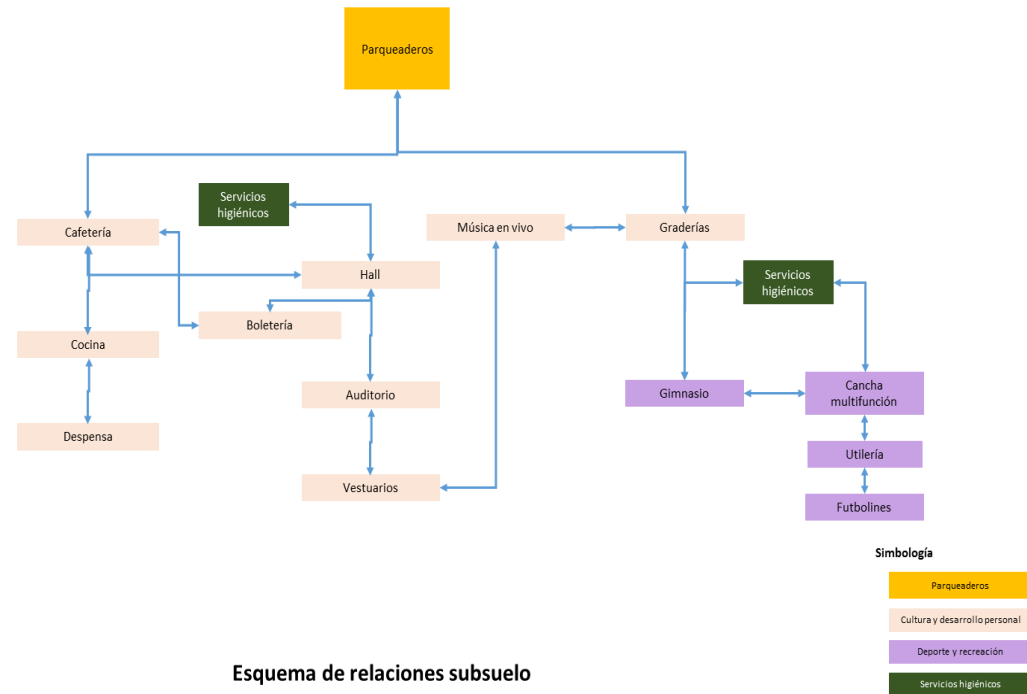 Parqueaderos
Servicios
higiénicos
Cafetería
Música en vivo
Graderías
Hall
Servicios
higiénicos
Boletería
Cocina
Auditorio
Gimnasio
Cancha
multifunción
Despensa
Utilería
Vestuarios
Futbolines
Simbología
Parqueaderos
Cultura y desarrollo personal
Deporte y recreación
Servicios higiénicos
Esquema de relaciones subsuelo